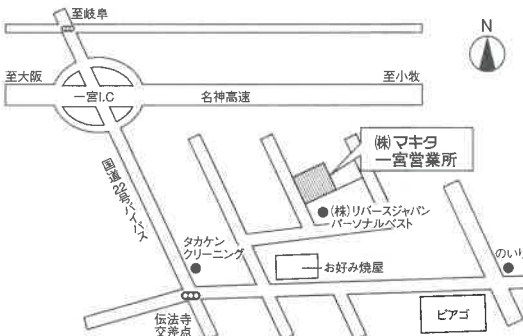 至岐阜
N
至大阪
至小牧
一宮I.C
名神高速
(株)マキタ
一宮営業所
国道22号バイパス
(株)リバースジャパン
パーソナルベスト
タカケン
クリーニング
お好み焼屋
のいり
伝法寺
交差点
ピアゴ